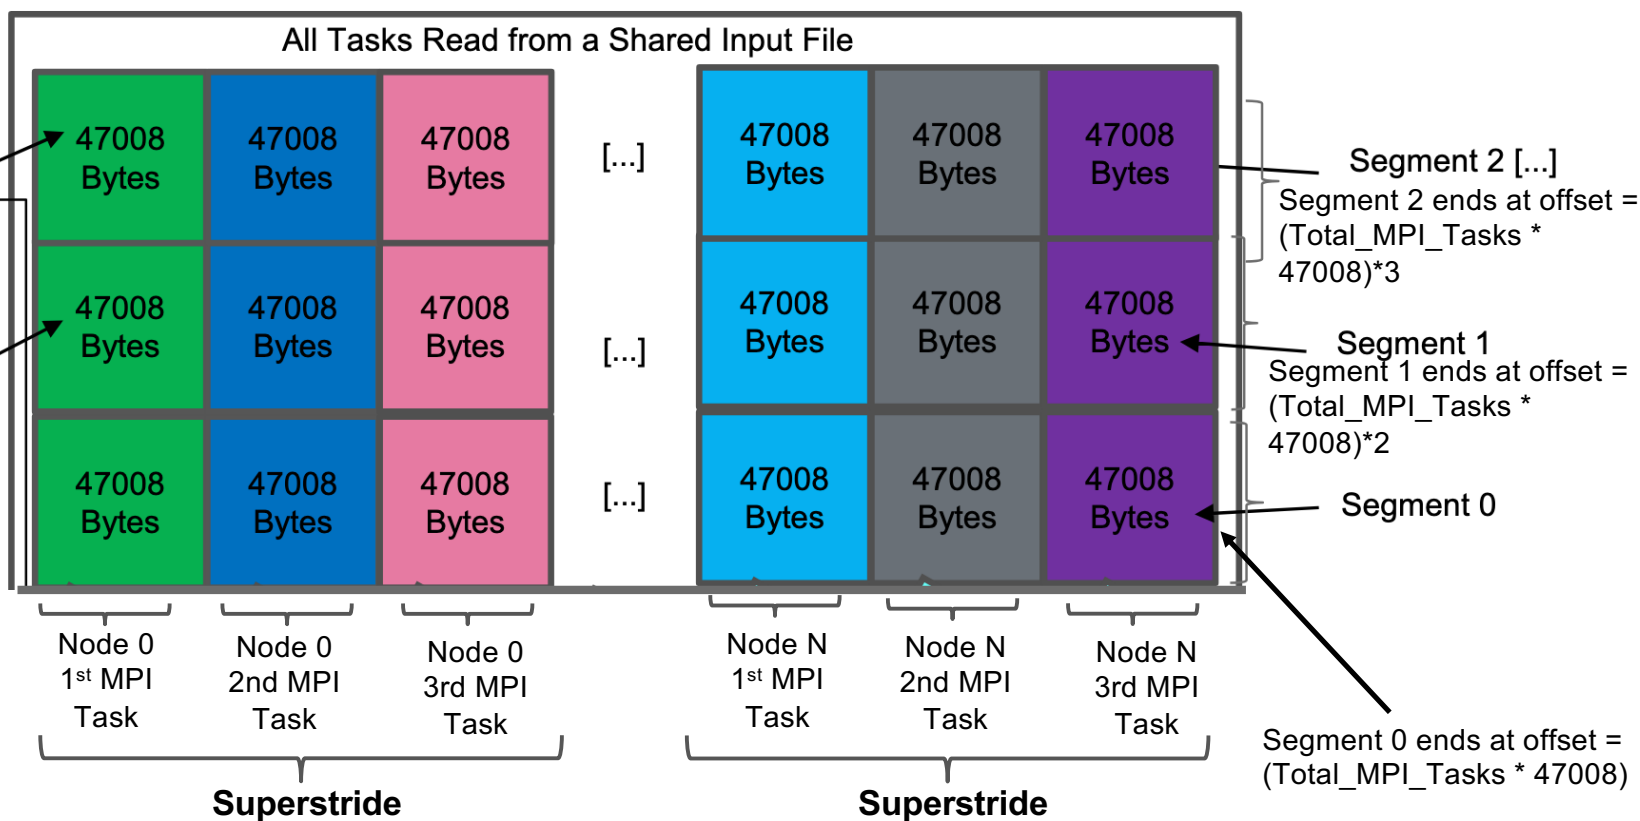 All Tasks Read from a Shared Input File
47008 Bytes
47008 Bytes
47008 Bytes
[...]
47008 Bytes
47008 Bytes
47008 Bytes
Segment 2 [...]
Segment 2 ends at offset =
(Total_MPI_Tasks *
47008)*3
47008 Bytes
47008 Bytes
47008 Bytes
[...]
47008 Bytes
47008 Bytes
47008 Bytes
Segment 1
Segment 1 ends at offset =
(Total_MPI_Tasks *
47008)*2
47008 Bytes
47008 Bytes
47008 Bytes
[...]
47008 Bytes
47008 Bytes
47008 Bytes
Segment 0
Node 0
1st MPI
Task
Node 0
2nd MPI
Task
Node 0
3rd MPI
Task
Node N
1st MPI
Task
Node N
2nd MPI
Task
Node N
3rd MPI
Task
Segment 0 ends at offset =
(Total_MPI_Tasks * 47008)
Superstride
Superstride